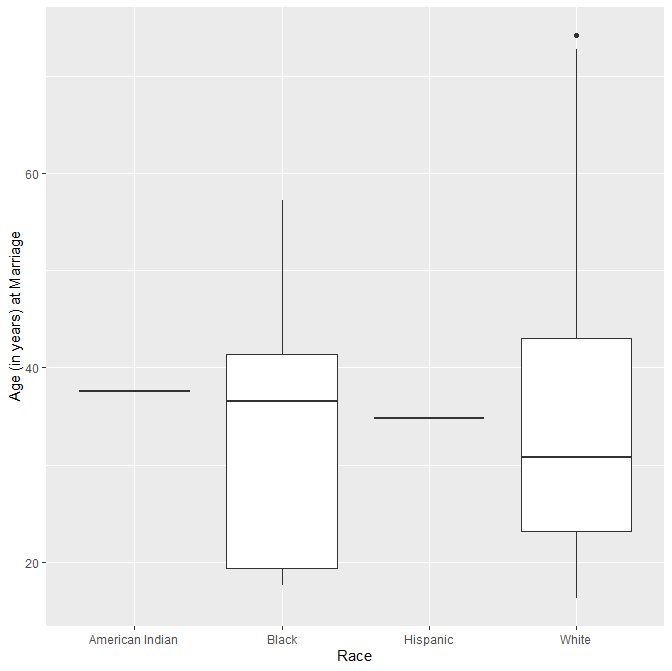 60
40
20
Age (in years) at Marriage
American Indian Black Hispanic White
Race